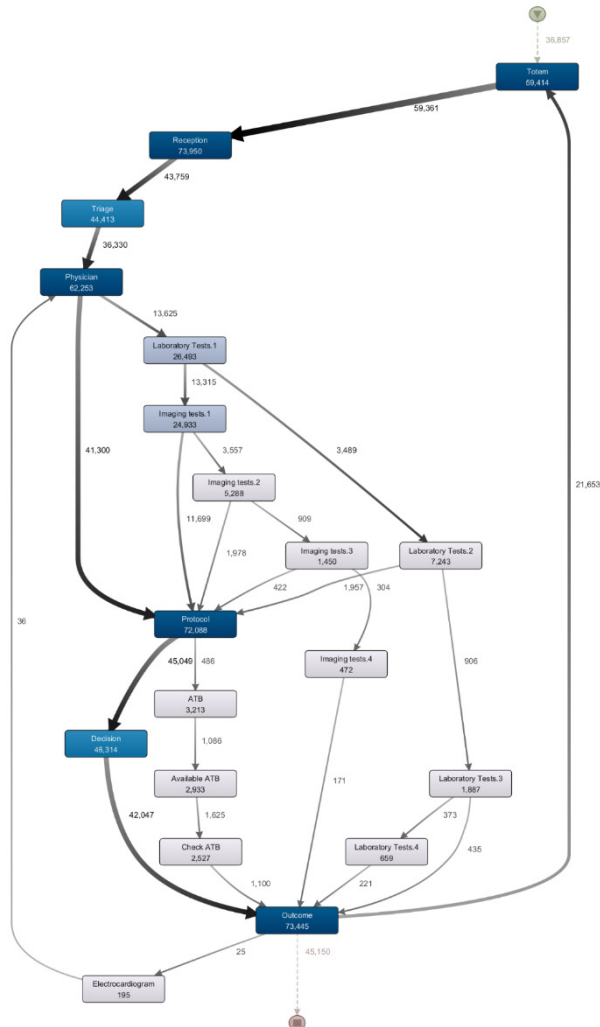 36,857
Totem
69,414
59,361
Reception
73,950
43,759
Triage
44,413
36,330
Physician
62,253
13,625
Laboratory Tests.1
26,493
13,315
Imaging tests.1
24,933
41,300
3,557
3,489
21,653
Imaging tests.2
5,288
11,699
909
1,978
Imaging tests.3
1,450
Laboratory Tests.2
7,243
422
1,957
304
36
Protocol
72,088
45,049
486
Imaging tests.4
472
906
ATB
3,213
Decision
46,314
1,086
Available ATB
2,933
171
Laboratory Tests.3
1,887
42,047
1,625
373
Check ATB
2,527
Laboratory Tests.4
659
435
1,100
221
Outcome
73,445
25
45,150
Electrocardiogram
195